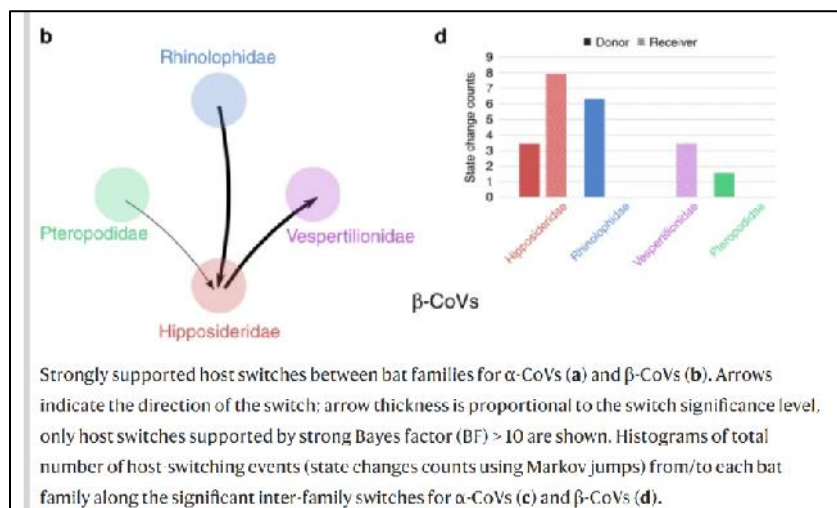 b
Rhinolophidae
Pteropodidae
Vespertilionidae
Hipposideridae
β-CoVs
d
Donor Receiver
State change counts
9
8
7
6
5
4
3
2
1
0
Hipposideridae
Rhinolophidae
Vespertilionidae
Pteropodidae
Strongly supported host switches between bat families for α-CoVs (a) and β-CoVs (b). Arrows
indicate the direction of the switch; arrow thickness is proportional to the switch significance level,
only host switches supported by strong Bayes factor (BF) > 10 are shown. Histograms of total
number of host-switching events (state changes counts using Markov jumps) from/to each bat
family along the significant inter-family switches for α-CoVs (c) and β-CoVs (d).